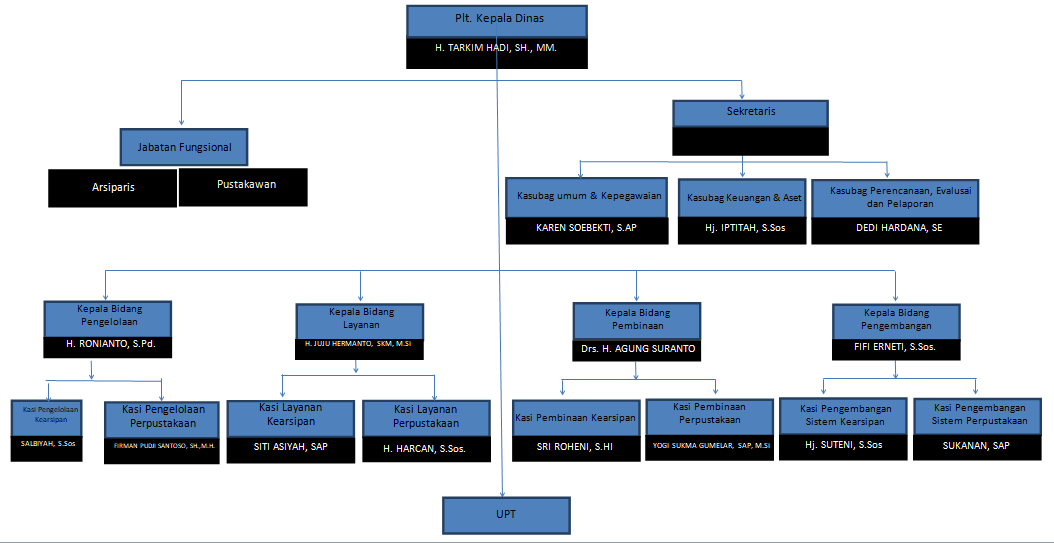 Plt. Kepala Dinas
H. TARKIM HADI, SH., MM.
Jabatan Fungsional
Arsiparis
Pustakawan
Sekretaris
Kasubag umum & Kepegawaian
KAREN SOEBEKTI, S.AP
Kasubag Keuangan & Aset
Hj. IPTITAH, S.Sos
Kasubag Perencanaan, Evalusai
dan Pelaporan
DEDI HARDANA, SE
Kepala Bidang
Pengelolaan
H. RONIANTO, S.Pd.
Kepala Bidang
Layanan
H. JUJU HERMANTO, SKM, M.SI
Kepala Bidang
Pembinaan
Drs. H. AGUNG SURANTO
Kepala Bidang
Pengembangan
FIFI ERNETI, S.Sos.
Kasi Pengelolaan
Kearsipan
SALBIYAH, S.Sos
Kasi Pengelolaan
Perpustakaan
FIRMAN PUDJI SANTOSO, SH.,M.H.
Kasi Layanan
Kearsipan
SITI ASIYAH, SAP
Kasi Layanan
Perpustakaan
H. HARCAN, S.Sos.
Kasi Pembinaan Kearsipan
SRI ROHENI, S.HI
Kasi Pembinaan
Perpustakaan
YOGI SUKMA GUMELAR, SAP, M.SI
Kasi Pengembangan
Sistem Kearsipan
Hj. SUTENI, S.Sos
Kasi Pengembangan
Sistem Perpustakaan
SUKANAN, SAP
UPT